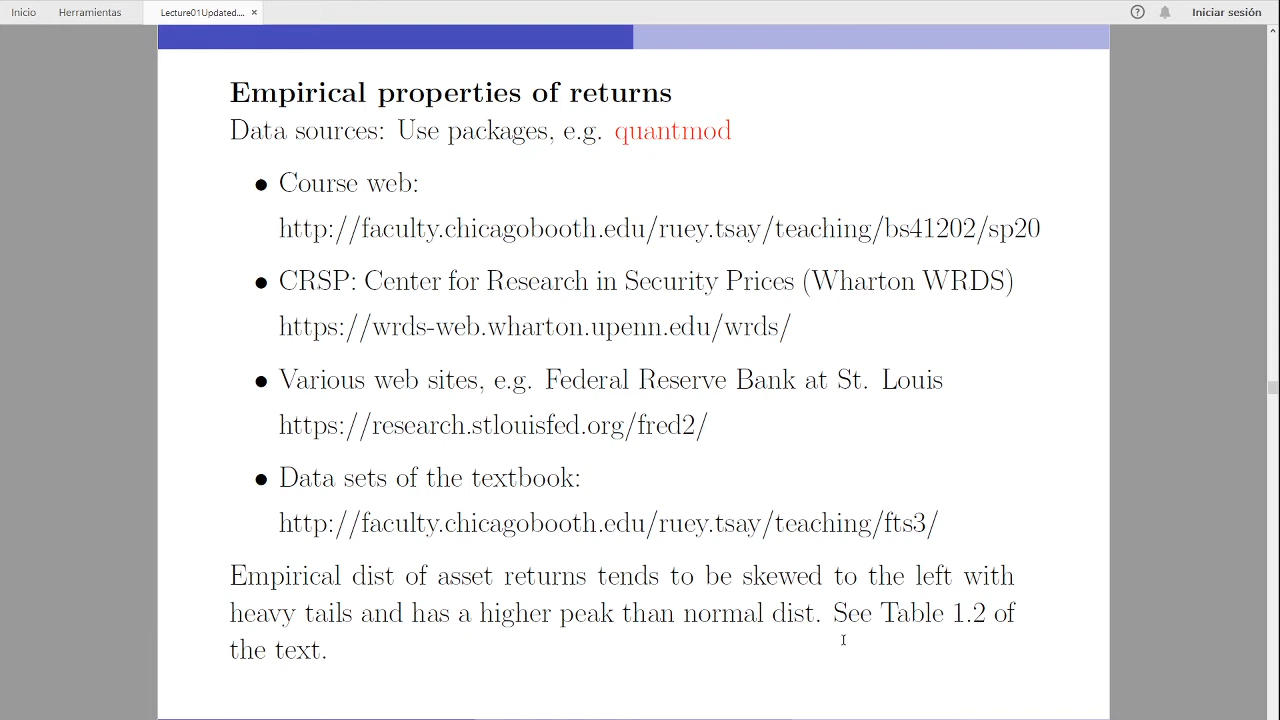 Inicio Herramientas Lecture01Updated.... × ? Iniciar sesión
Empirical properties of returns
Data sources: Use packages, e.g. quantmod
• Course web:
http://faculty.chicagobooth.edu/ruey.tsay/teaching/bs41202/sp20
• CRSP: Center for Research in Security Prices (Wharton WRDS)
https://wrds-web.wharton.upenn.edu/wrds/
• Various web sites, e.g. Federal Reserve Bank at St. Louis
https://research.stlouisfed.org/fred2/
• Data sets of the textbook:
http://faculty.chicagobooth.edu/ruey.tsay/teaching/fts3/
Empirical dist of asset returns tends to be skewed to the left with
heavy tails and has a higher peak than normal dist. See Table 1.2 of
the text.